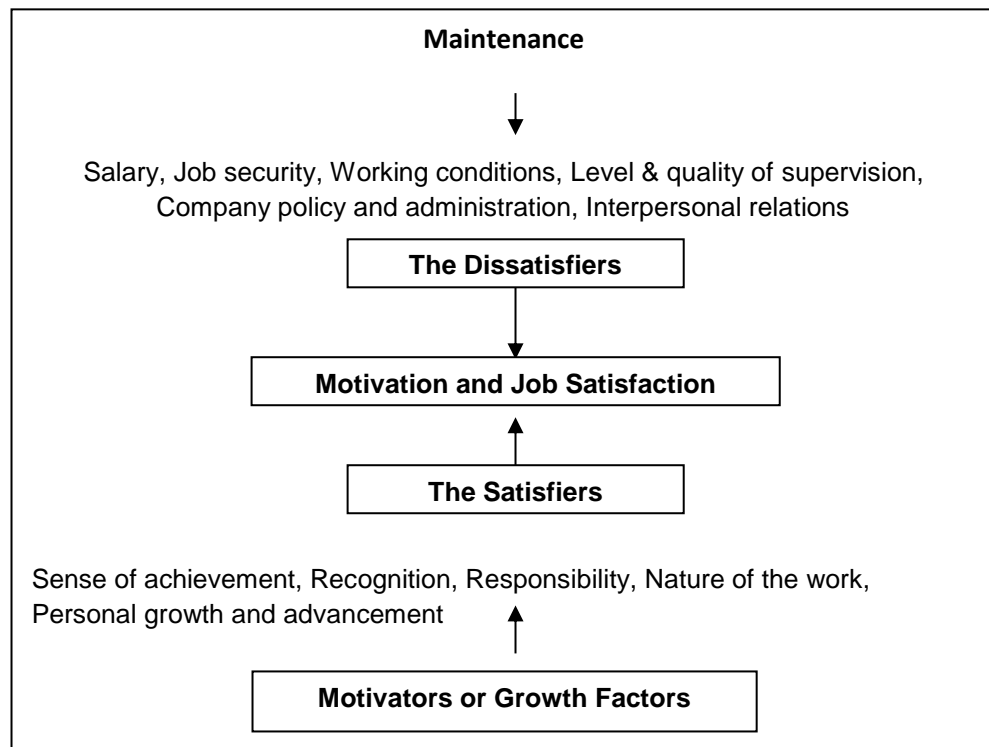 Maintenance
Salary, Job security, Working conditions, Level & quality of supervision,
Company policy and administration, Interpersonal relations
The Dissatisfiers
Motivation and Job Satisfaction
The Satisfiers
Sense of achievement, Recognition, Responsibility, Nature of the work,
Personal growth and advancement
Motivators or Growth Factors